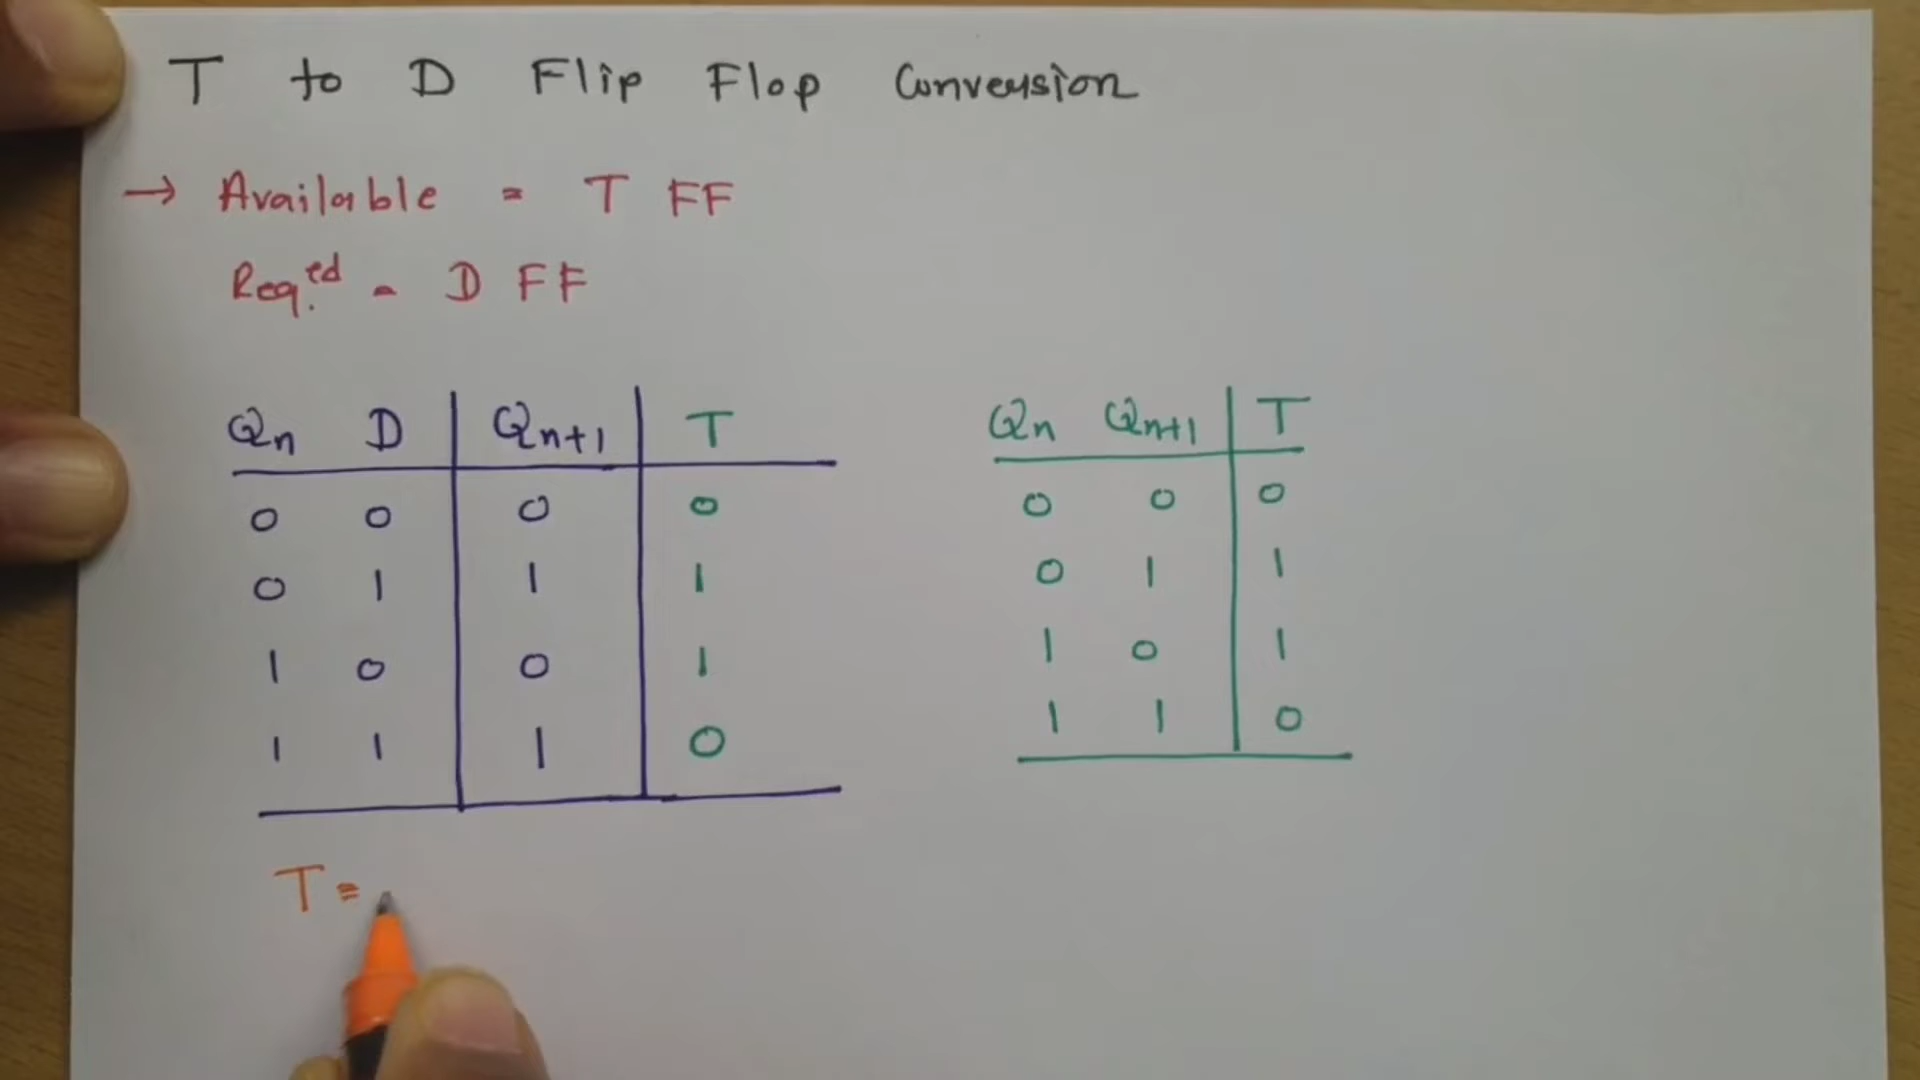 T to D Flip Flop Conversion
→ Available = T FF
Req.ed = D FF
Qn D Qn+1 T
0 0 0 0
0 1 1 1
1 0 0 1
1 1 1 0
Qn Qn+1 T
0 0 0
0 1 1
1 0 1
1 1 0
T =